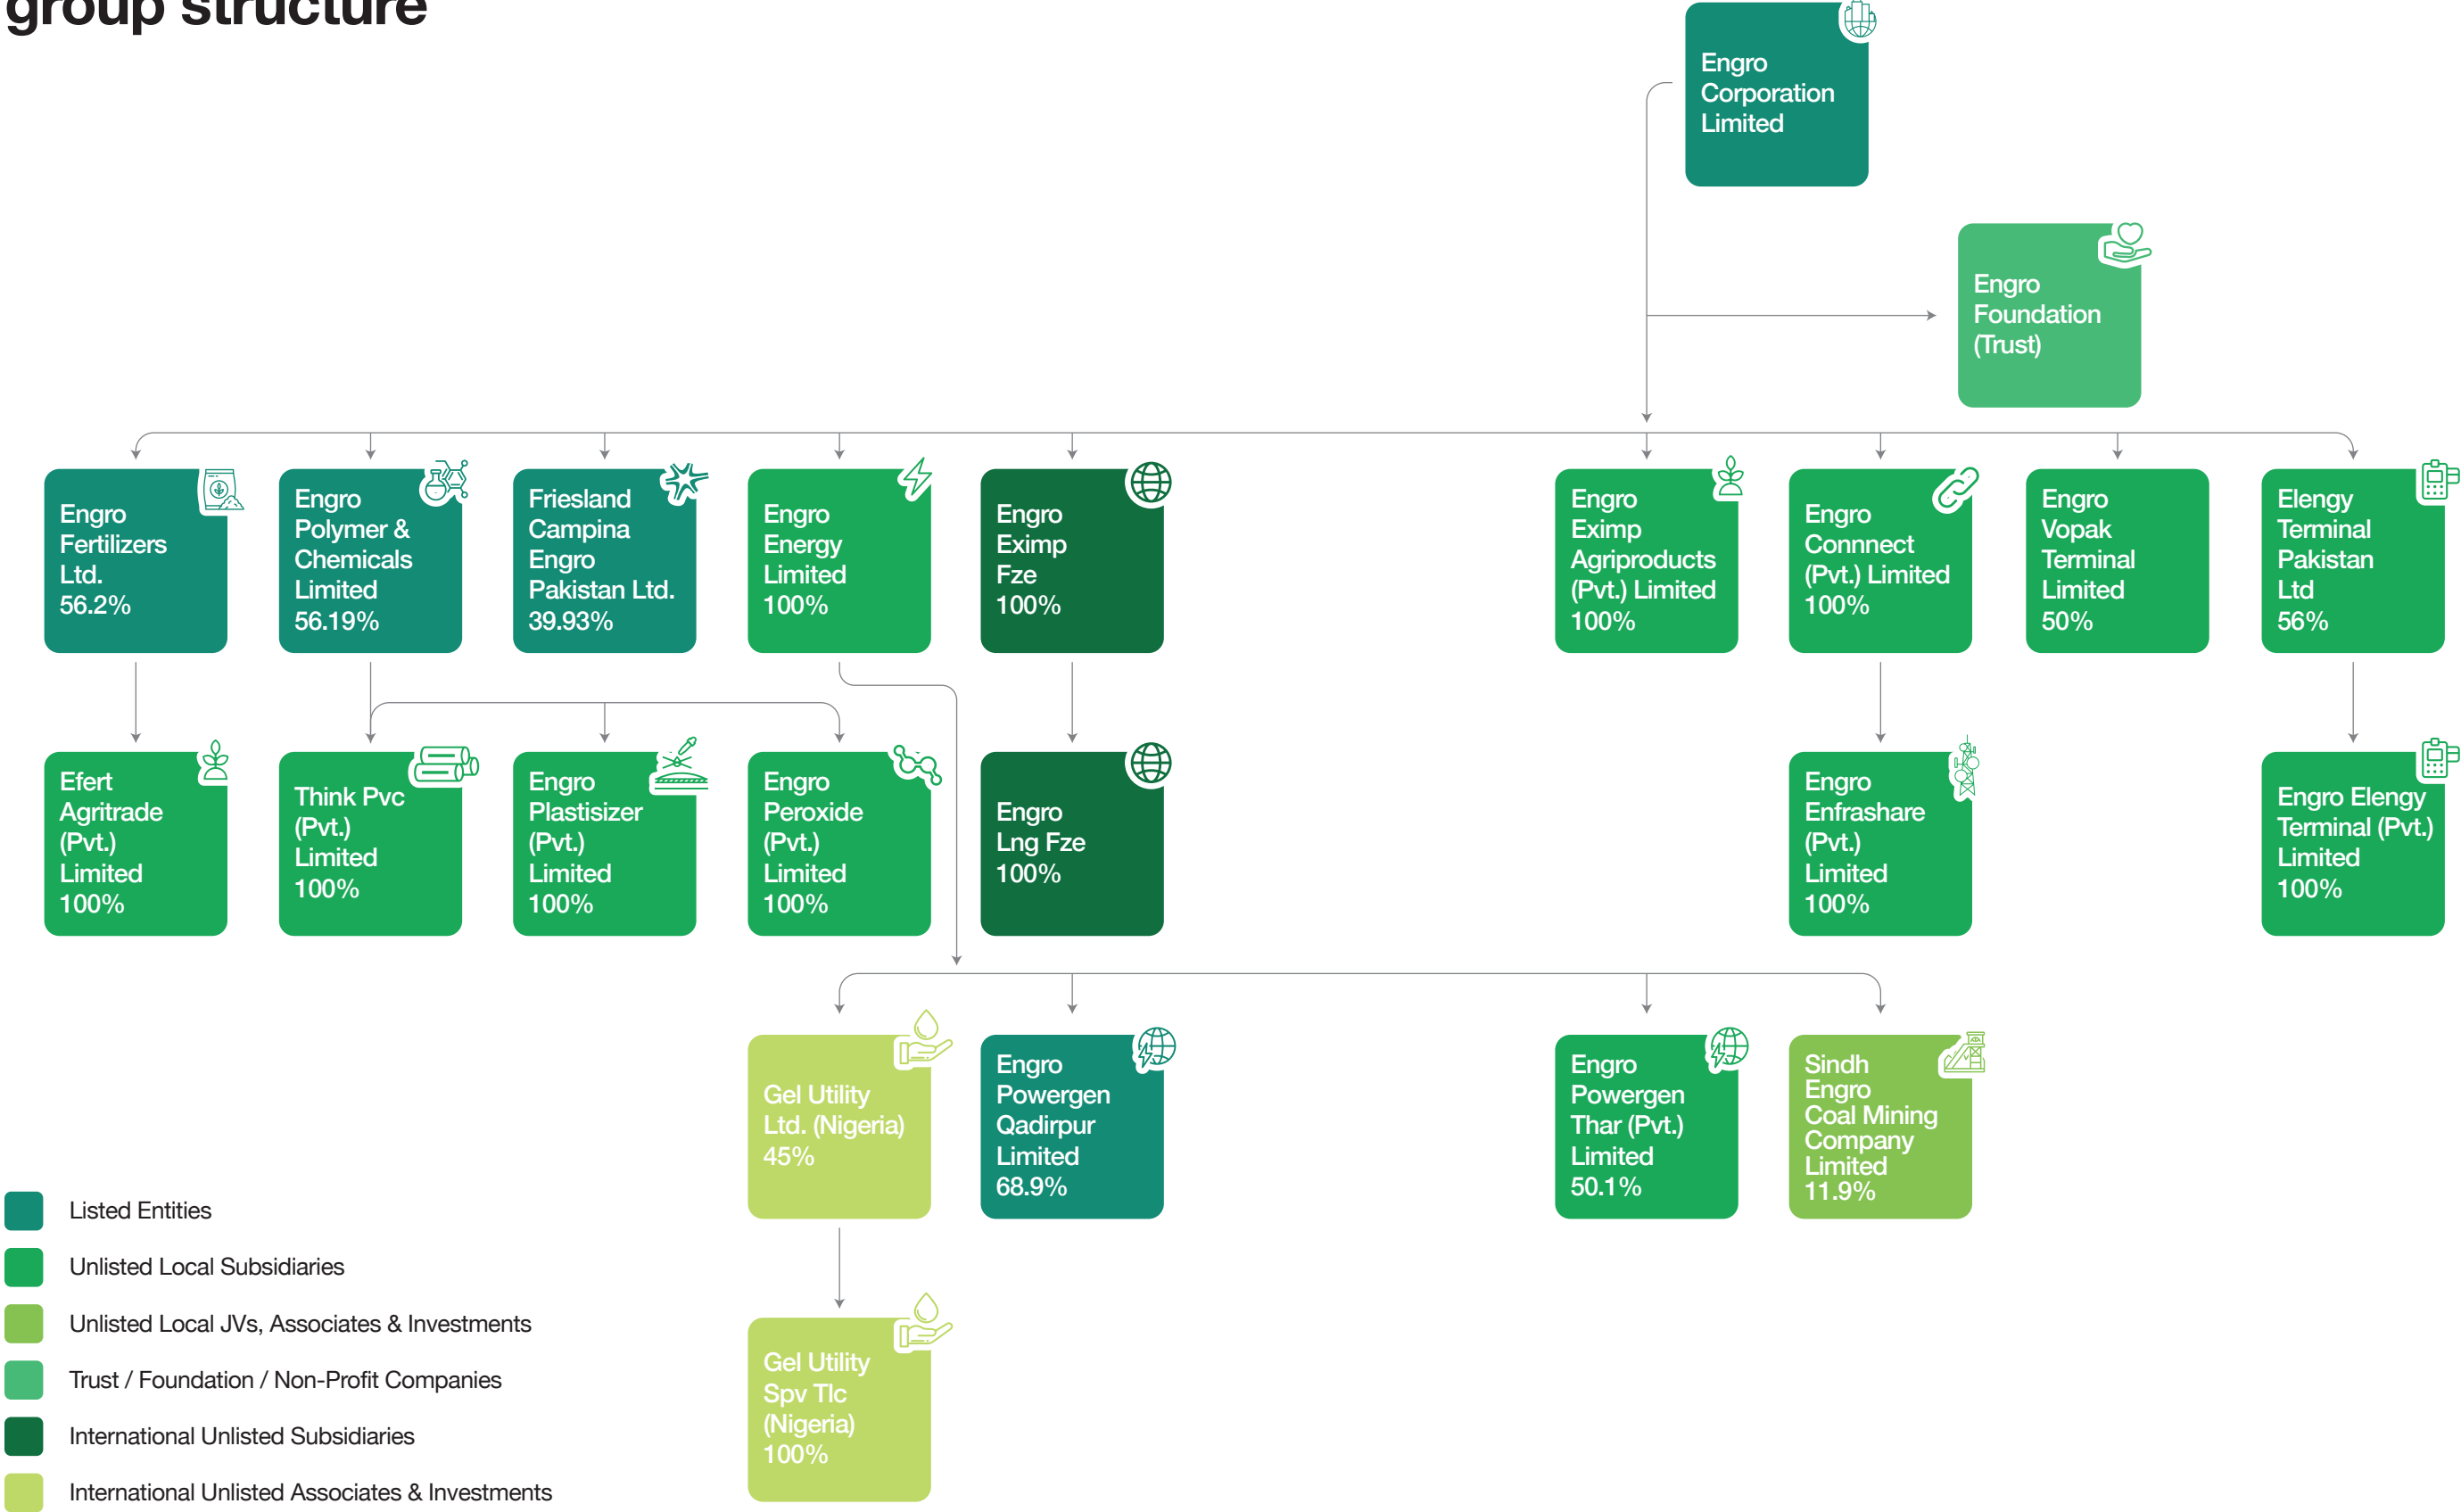 group structure
Engro
Corporation
Limited
Engro
Foundation
(Trust)
Engro
Fertilizers
Ltd.
56.2%
Engro
Polymer &
Chemicals
Limited
56.19%
Friesland
Campina
Engro
Pakistan Ltd.
39.93%
Engro
Energy
Limited
100%
Engro
Eximp
Fze
100%
Engro
Eximp
Agriproducts
(Pvt.) Limited
100%
Engro
Connnect
(Pvt.) Limited
100%
Engro
Vopak
Terminal
Limited
50%
Elengy
Terminal
Pakistan
Ltd
56%
Efert
Agritrade
(Pvt.)
Limited
100%
Think Pvc
(Pvt.)
Limited
100%
Engro
Plastisizer
(Pvt.)
Limited
100%
Engro
Peroxide
(Pvt.)
Limited
100%
Engro
Lng Fze
100%
Engro
Enfrashare
(Pvt.)
Limited
100%
Engro Elengy
Terminal (Pvt.)
Limited
100%
Gel Utility
Ltd. (Nigeria)
45%
Engro
Powergen
Qadirpur
Limited
68.9%
Engro
Powergen
Thar (Pvt.)
Limited
50.1%
Sindh
Engro
Coal Mining
Company
Limited
11.9%
Gel Utility
Spv Tlc
(Nigeria)
100%
Listed Entities
Unlisted Local Subsidiaries
Unlisted Local JVs, Associates & Investments
Trust / Foundation / Non-Profit Companies
International Unlisted Subsidiaries
International Unlisted Associates & Investments